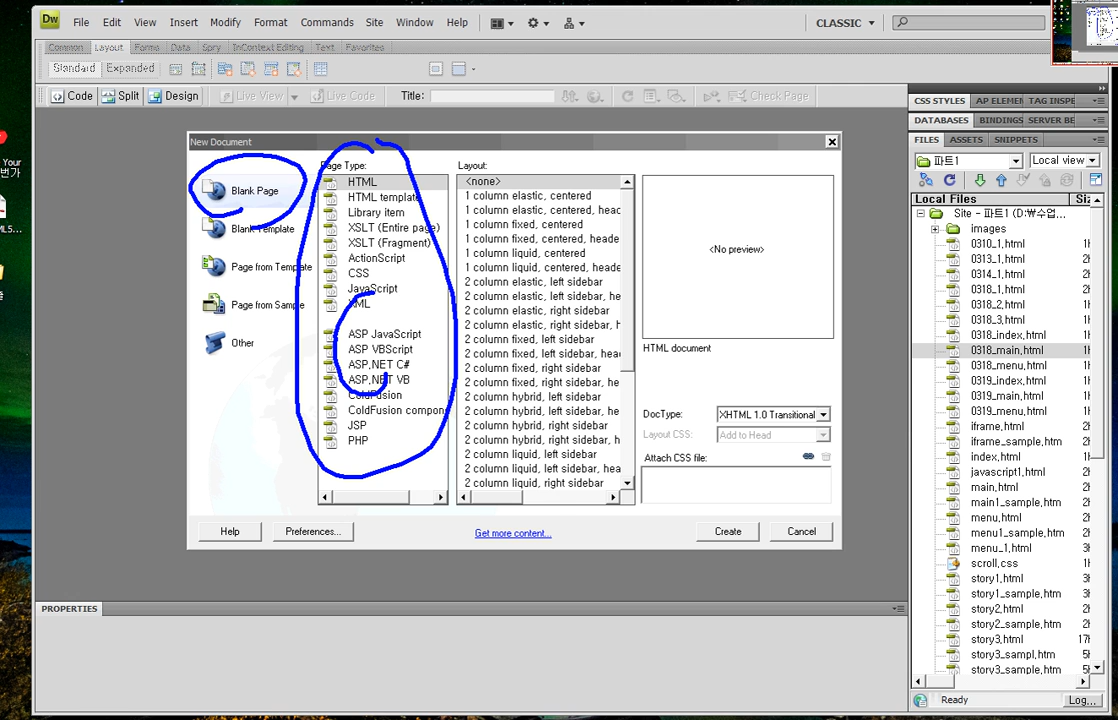 Dw File Edit View Insert Modify Format Commands Site Window Help CLASSIC
Common Layout Forms Data Spry InContext Editing Text Favorites
Standard Expanded
Code Split Design Live View Live Code Title: Check Page
CSS STYLES AP ELEMEN TAG INSPE
DATABASES BINDINGS SERVER BE
FILES ASSETS SNIPPETS
파트1 Local view
Local Files Siz
Site - 파트1 (D:₩수업...
images
0310_1.html
0313_1.html
0314_1.html
0318_1.html
0318_2.html
0318_3.html
0318_index.html
0318_main.html
0318_menu.html
0319_index.html
0319_main.html
0319_menu.html
iframe.html
iframe_sample.htm
index.html
javascript1.html
main.html
main1_sample.htm
menu.html
menu1_sample.htm
menu_1.html
scroll.css
story1.html
story1_sample.htm
story2.html
story2_sample.htm
story3.html 17
story3_sampl.htm
story3_sample.htm
Ready Log...
New Document
Blank Page
Blank Template
Page from Template
Page from Sample
Other
Page Type:
HTML
HTML template
Library item
XSLT (Entire page)
XSLT (Fragment)
ActionScript
CSS
JavaScript
XML
ASP JavaScript
ASP VBScript
ASP.NET C#
ASP.NET VB
ColdFusion
ColdFusion compon
JSP
PHP
Layout:
<none>
1 column elastic, centered
1 column elastic, centered, head
1 column fixed, centered
1 column fixed, centered, heade
1 column liquid, centered
1 column liquid, centered, heade
2 column elastic, left sidebar
2 column elastic, left sidebar, he
2 column elastic, right sidebar
2 column elastic, right sidebar, h
2 column fixed, left sidebar
2 column fixed, left sidebar, head
2 column fixed, right sidebar
2 column fixed, right sidebar, he
2 column hybrid, left sidebar
2 column hybrid, left sidebar, he
2 column hybrid, right sidebar
2 column hybrid, right sidebar, h
2 column liquid, left sidebar
2 column liquid, left sidebar, head
2 column liquid, right sidebar
<No preview>
HTML document
DocType: XHTML 1.0 Transitional
Layout CSS: Add to Head
Attach CSS file:
Help Preferences... Get more content... Create Cancel
PROPERTIES
Your
번가
ML5...